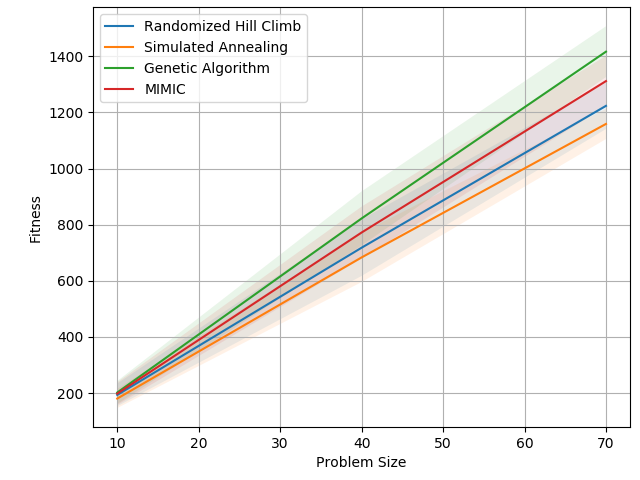 Randomized Hill Climb
Simulated Annealing
Genetic Algorithm
MIMIC
1400
1200
1000
800
600
400
200
Fitness
10 20 30 40 50 60 70
Problem Size